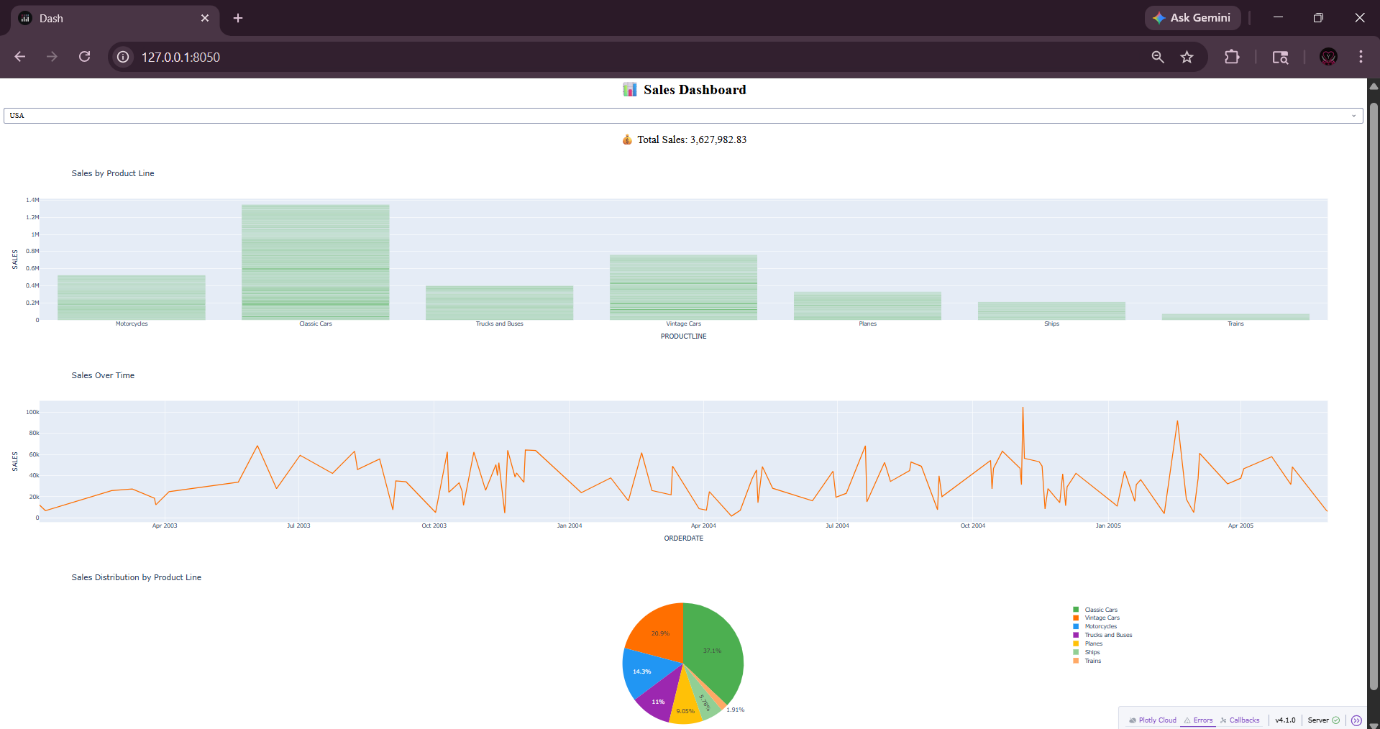 Dash
Ask Gemini
127.0.0.1:8050
📊 Sales Dashboard
USA
💰 Total Sales: 3,627,982.83
Sales by Product Line
1.4M
1.2M
1M
0.8M
0.6M
0.4M
0.2M
0
SALES
Motorcycles
Classic Cars
Trucks and Buses
Vintage Cars
Planes
Ships
Trains
PRODUCTLINE
Sales Over Time
100k
80k
60k
40k
20k
0
SALES
Apr 2003
Jul 2003
Oct 2003
Jan 2004
Apr 2004
Jul 2004
Oct 2004
Jan 2005
Apr 2005
ORDERDATE
Sales Distribution by Product Line
20.9%
37.1%
14.3%
11%
9.05%
1.91%
Classic Cars
Vintage Cars
Motorcycles
Trucks and Buses
Planes
Ships
Trains
Plotly Cloud
Errors
Callbacks
v4.1.0
Server